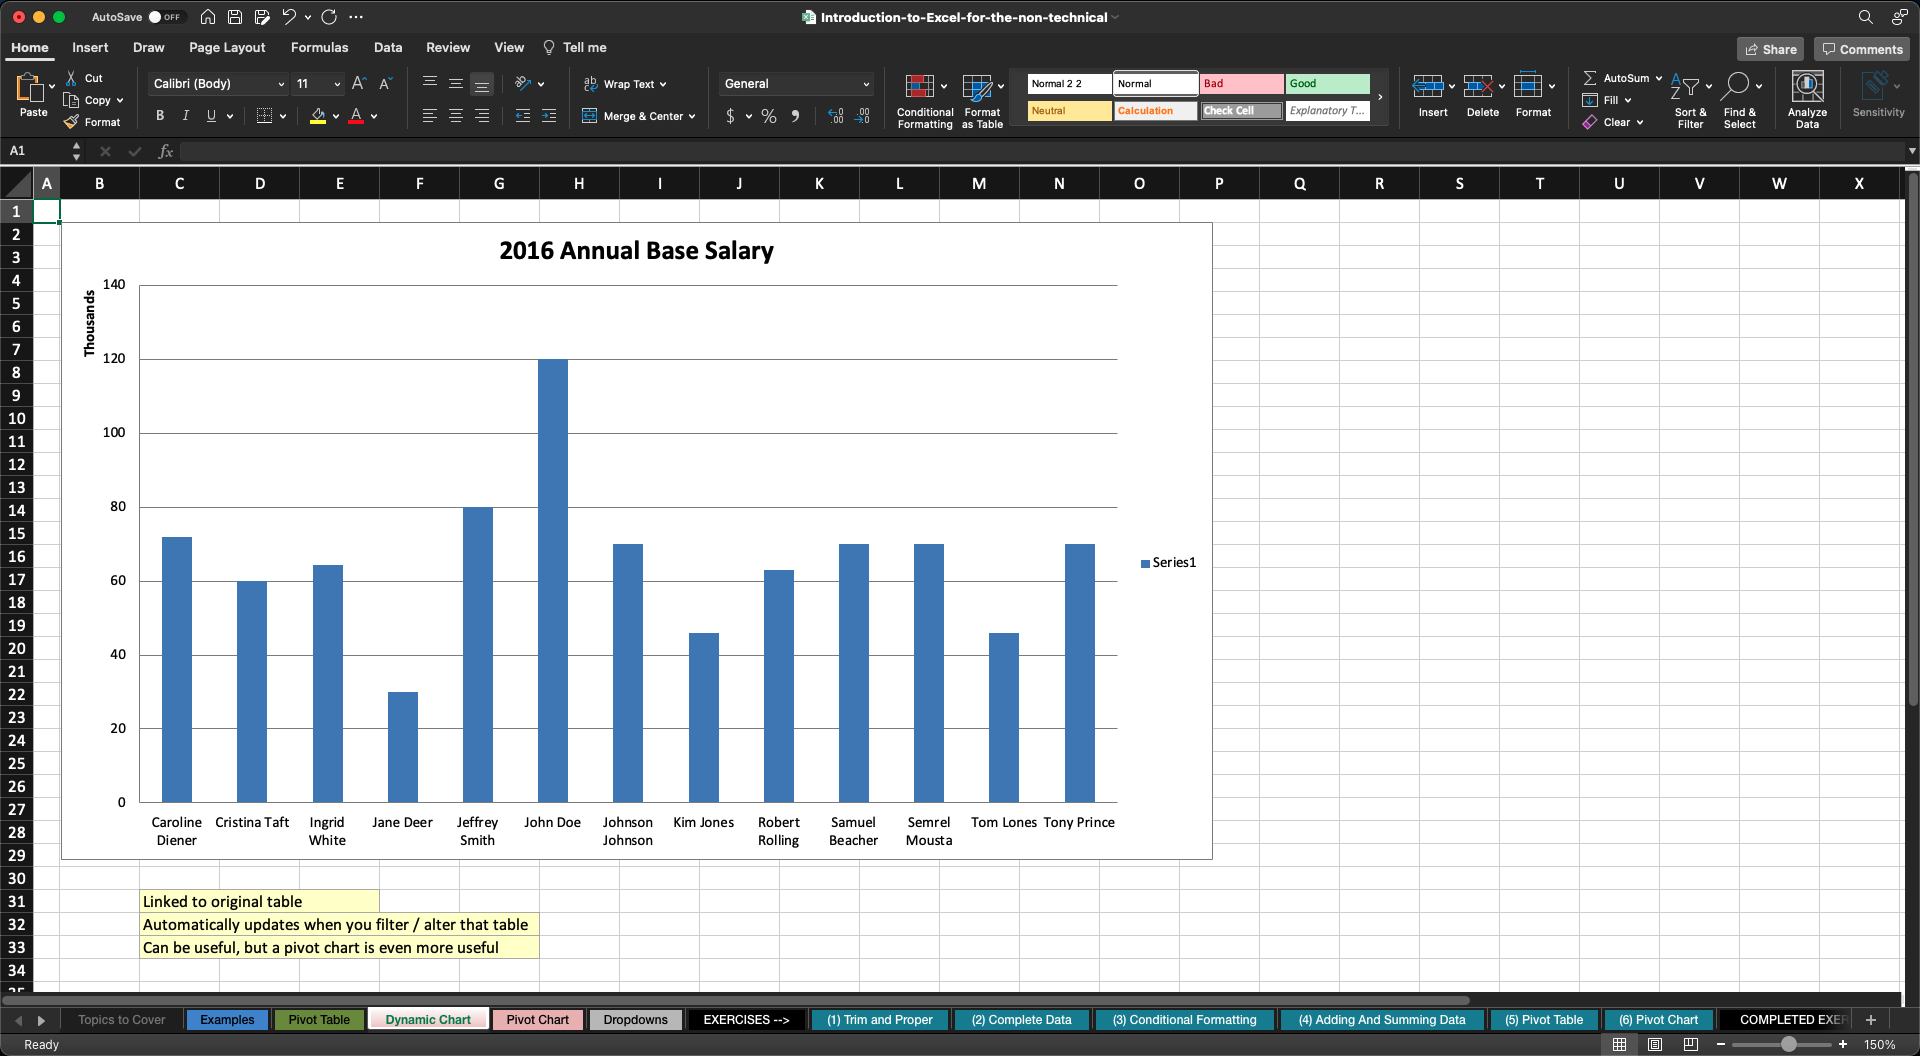 AutoSave OFF Introduction-to-Excel-for-the-non-technical
Home Insert Draw Page Layout Formulas Data Review View Tell me Share Comments
Paste Cut Copy Format
Calibri (Body) 11 A A
B I U A
Wrap Text
Merge & Center
General
$ % .00 .00
Conditional Formatting Format as Table
Normal 2 2 Normal Bad Good
Neutral Calculation Check Cell Explanatory T...
Insert Delete Format
AutoSum
Fill
Clear
Sort & Filter Find & Select Analyze Data Sensitivity
A1 fx
A B C D E F G H I J K L M N O P Q R S T U V W X
1
2
3
4
5
6
7
8
9
10
11
12
13
14
15
16
17
18
19
20
21
22
23
24
25
26
27
28
29
30
31
32
33
34
35
2016 Annual Base Salary
Thousands
140
120
100
80
60
40
20
0
Series1
Caroline Diener
Cristina Taft
Ingrid White
Jane Deer
Jeffrey Smith
John Doe
Johnson Johnson
Kim Jones
Robert Rolling
Samuel Beacher
Semrel Mousta
Tom Lones
Tony Prince
Linked to original table
Automatically updates when you filter / alter that table
Can be useful, but a pivot chart is even more useful
Topics to Cover Examples Pivot Table Dynamic Chart Pivot Chart Dropdowns EXERCISES --> (1) Trim and Proper (2) Complete Data (3) Conditional Formatting (4) Adding And Summing Data (5) Pivot Table (6) Pivot Chart COMPLETED EXER
Ready 150%